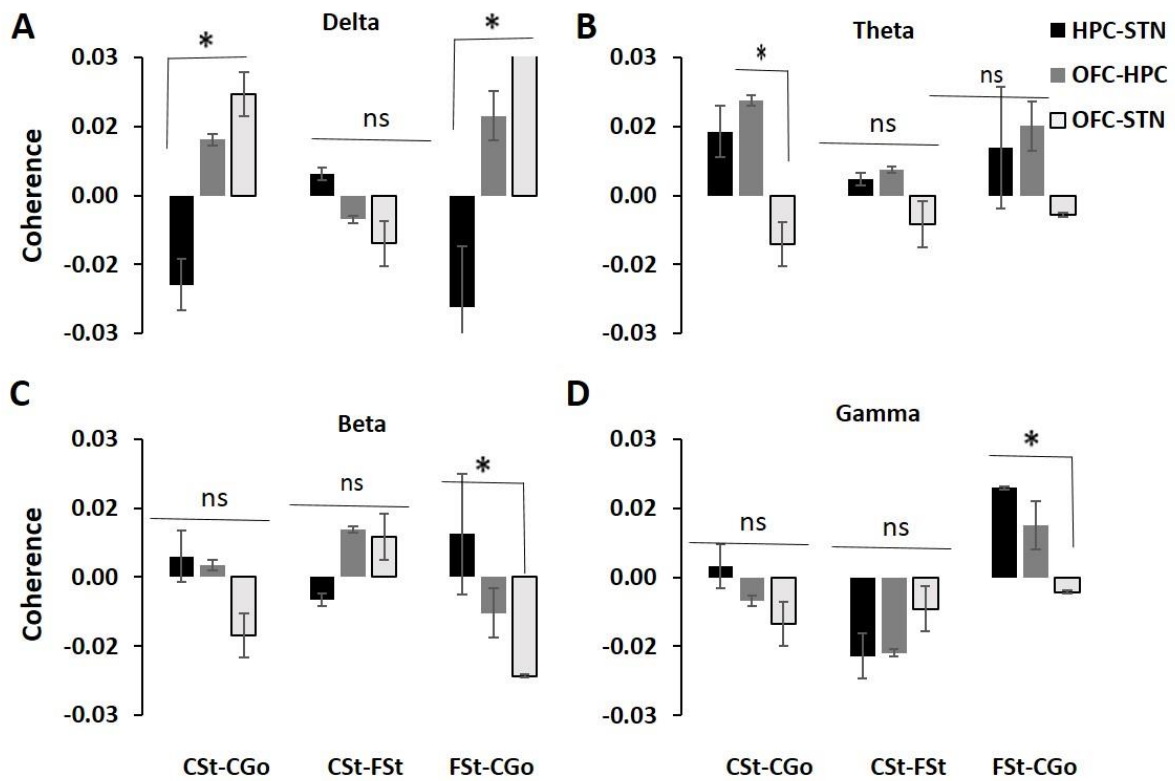 A
Delta
*
*
0.03
0.02
0.00
-0.02
-0.03
Coherence
ns
B
Theta
*
ns
ns
0.03
0.02
0.00
-0.02
-0.03
HPC-STN
OFC-HPC
OFC-STN
C
Beta
0.03
0.02
0.00
-0.02
-0.03
Coherence
ns
ns
*
CSt-CGo
CSt-FSt
FSt-CGo
D
Gamma
0.03
0.02
0.00
-0.02
-0.03
ns
ns
*
CSt-CGo
CSt-FSt
FSt-CGo